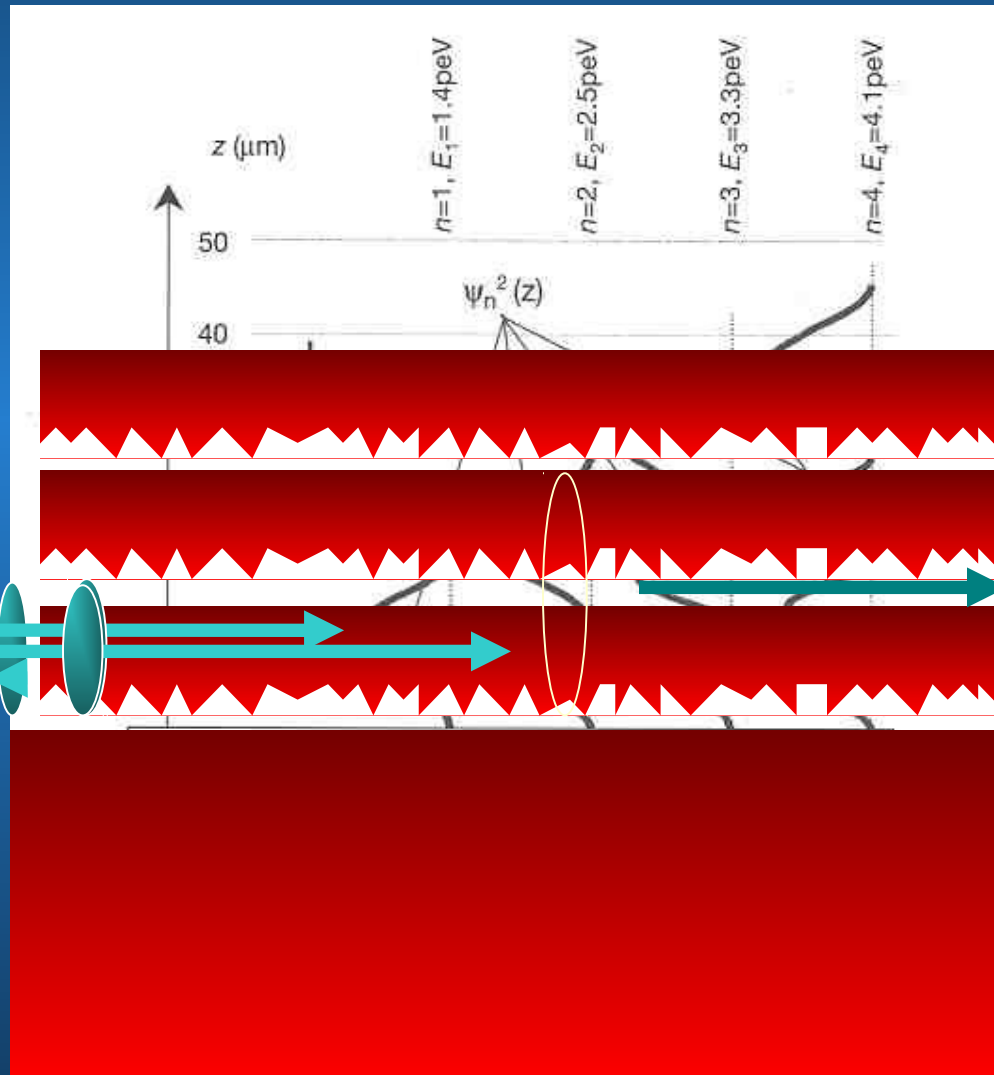 n=1, E₁=1.4peV
n=2, E₂=2.5peV
n=3, E₃=3.3peV
n=4, E₄=4.1peV
z (μm)
50
ψₙ² (z)
40